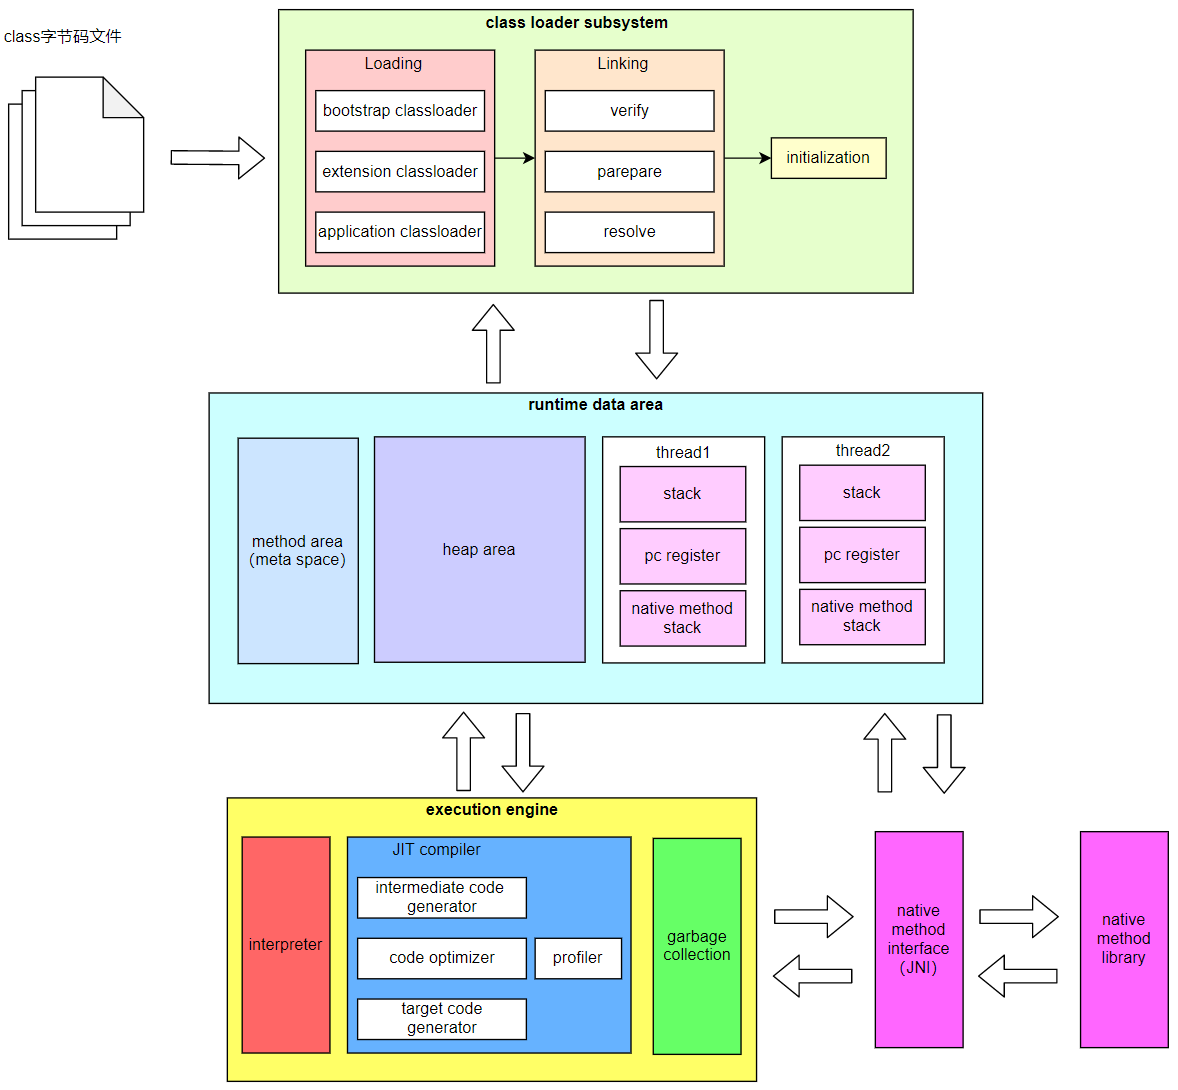 class字节码文件
class loader subsystem
Loading
bootstrap classloader
extension classloader
application classloader
Linking
verify
parepare
resolve
initialization
runtime data area
method area
(meta space)
heap area
thread1
stack
pc register
native method
stack
thread2
stack
pc register
native method
stack
execution engine
interpreter
JIT compiler
intermediate code
generator
code optimizer
profiler
target code
generator
garbage
collection
native
method
interface
(JNI)
native
method
library